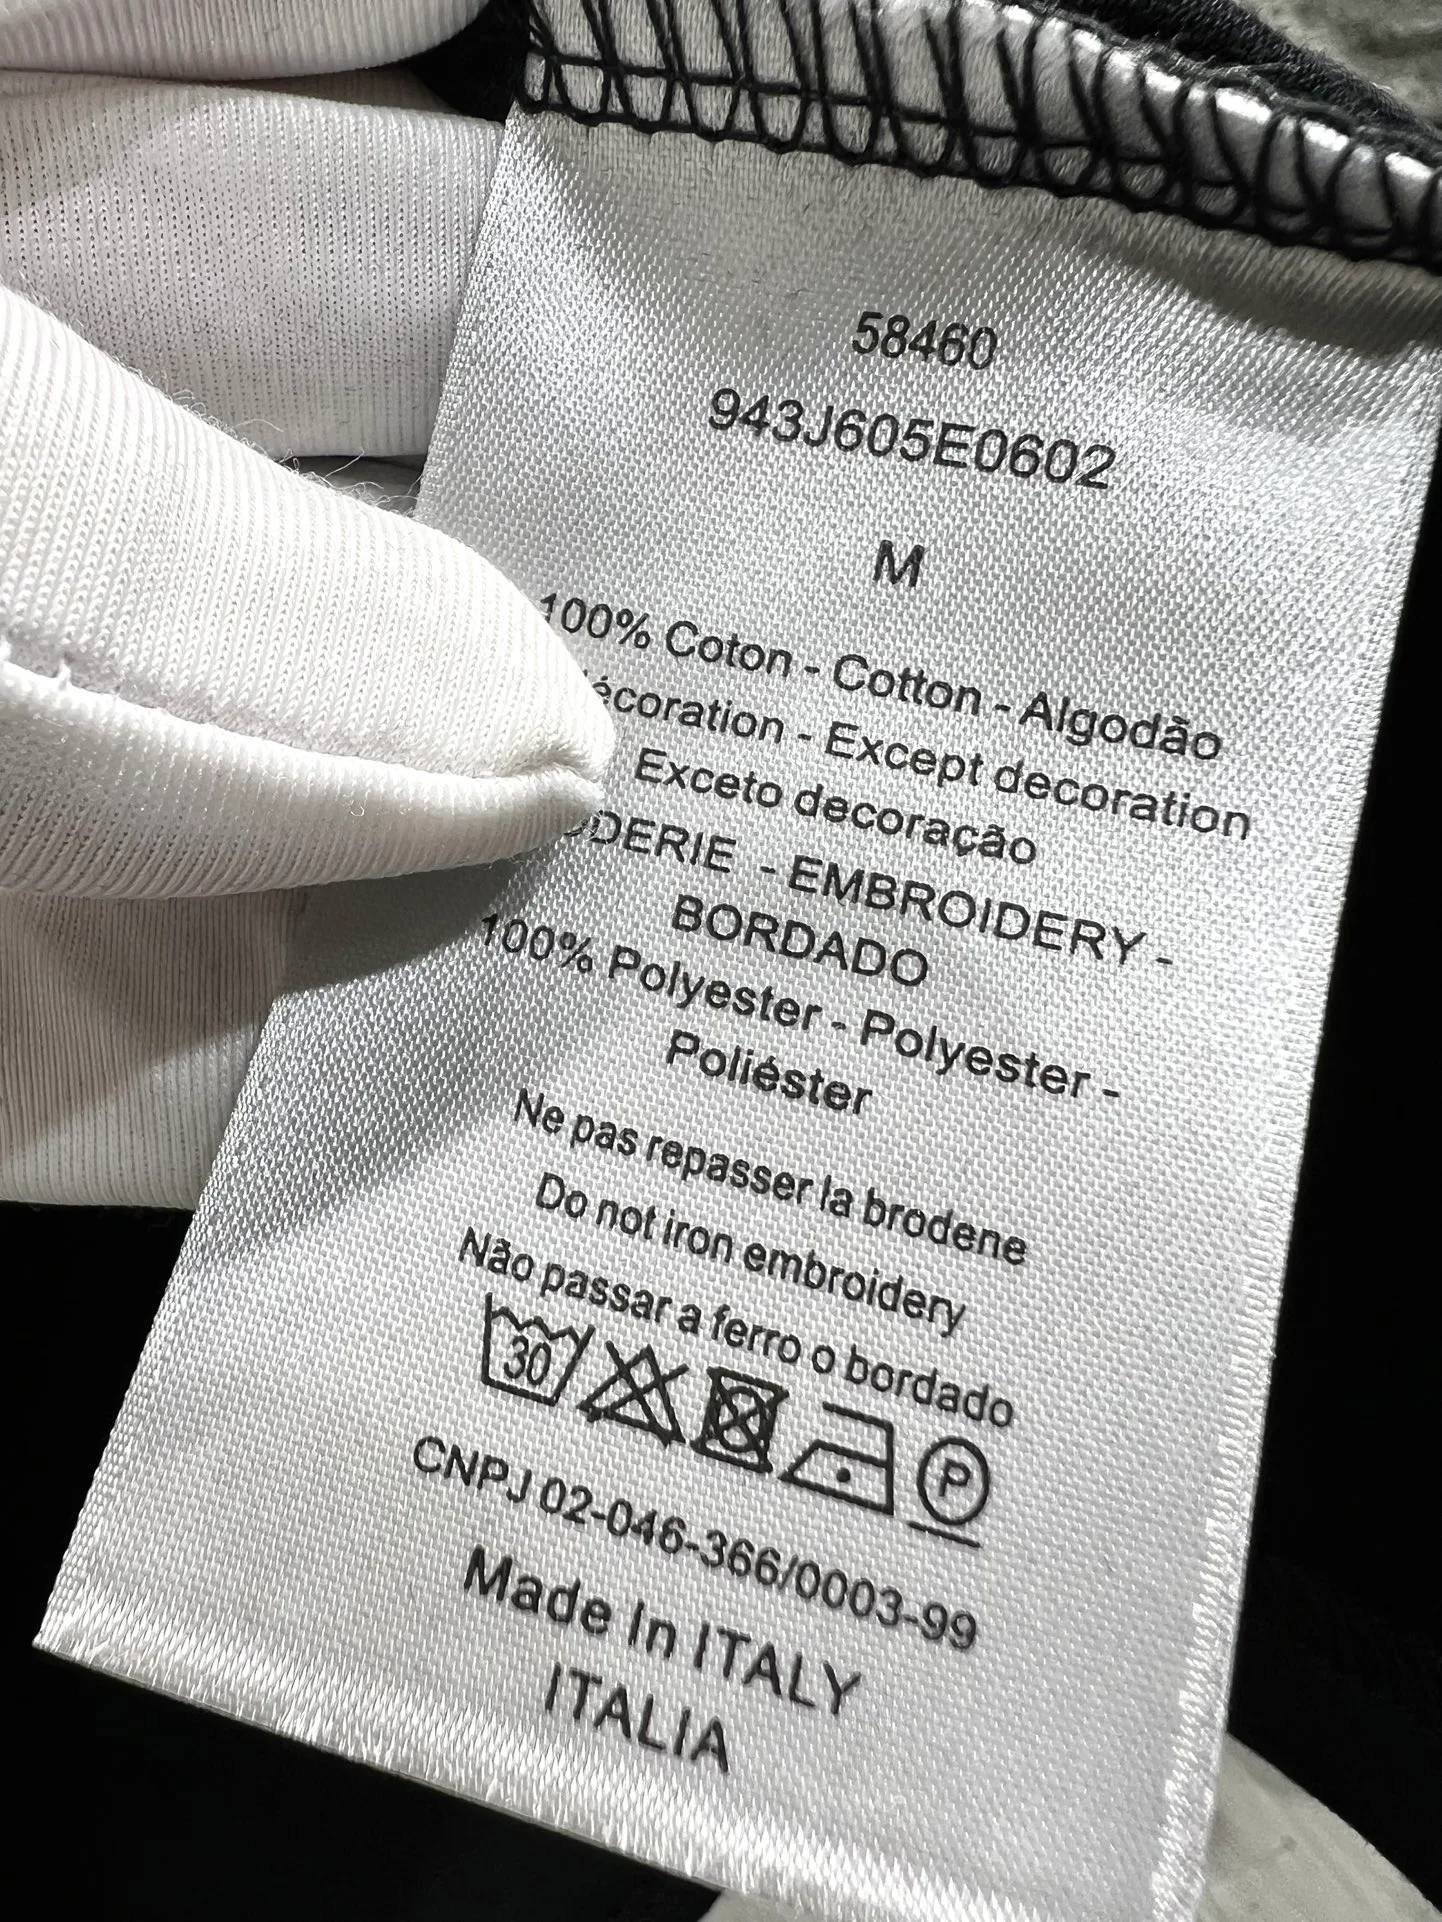 58460
943J605E0602
M
100% Coton - Cotton - Algodão
écoration - Except decoration
Exceto decoração
ODERIE - EMBROIDERY -
BORDADO
100% Polyester - Polyester -
Poliéster
Ne pas repasser la brodene
Do not iron embroidery
Não passar a ferro o bordado
30
P
CNPJ 02-046-366/0003-99
Made In ITALY
ITALIA